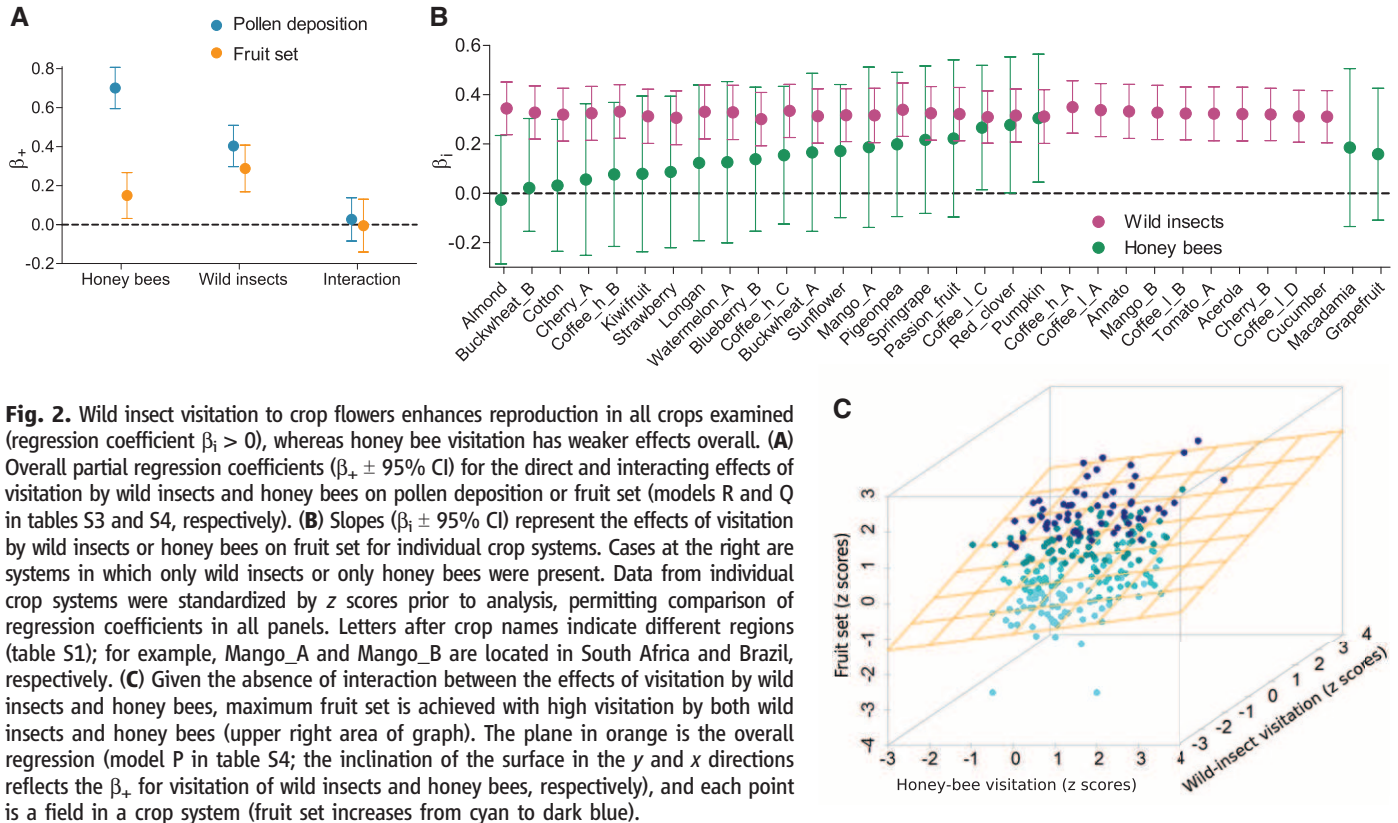 A
Pollen deposition
Fruit set
0.8
0.6
0.4
0.2
0.0
-0.2
β+
Honey bees
Wild insects
Interaction
B
0.6
0.4
0.2
0.0
-0.2
βi
Wild insects
Honey bees
Almond
Buckwheat_B
Cotton
Cherry_A
Coffee_h_B
Kiwifruit
Strawberry
Longan
Watermelon_A
Blueberry_B
Coffee_h_C
Buckwheat_A
Sunflower
Mango_A
Pigeonpea
Springrape
Passion_fruit
Coffee_l_C
Red_clover
Pumpkin
Coffee_h_A
Coffee_l_A
Annato
Mango_B
Coffee_l_B
Tomato_A
Acerola
Cherry_B
Coffee_l_D
Cucumber
Macadamia
Grapefruit
Fig. 2. Wild insect visitation to crop flowers enhances reproduction in all crops examined
(regression coefficient βi > 0), whereas honey bee visitation has weaker effects overall. (A)
Overall partial regression coefficients (β+ ± 95% CI) for the direct and interacting effects of
visitation by wild insects and honey bees on pollen deposition or fruit set (models R and Q
in tables S3 and S4, respectively). (B) Slopes (βi ± 95% CI) represent the effects of visitation
by wild insects or honey bees on fruit set for individual crop systems. Cases at the right are
systems in which only wild insects or only honey bees were present. Data from individual
crop systems were standardized by z scores prior to analysis, permitting comparison of
regression coefficients in all panels. Letters after crop names indicate different regions
(table S1); for example, Mango_A and Mango_B are located in South Africa and Brazil,
respectively. (C) Given the absence of interaction between the effects of visitation by wild
insects and honey bees, maximum fruit set is achieved with high visitation by both wild
insects and honey bees (upper right area of graph). The plane in orange is the overall
regression (model P in table S4; the inclination of the surface in the y and x directions
reflects the β+ for visitation of wild insects and honey bees, respectively), and each point
is a field in a crop system (fruit set increases from cyan to dark blue).
C
Fruit set (z scores)
3
2
1
0
-1
-2
-3
-4
-3
-2
-1
0
1
2
3
4
Honey-bee visitation (z scores)
-3
-2
-1
0
1
2
3
4
Wild-insect visitation (z scores)